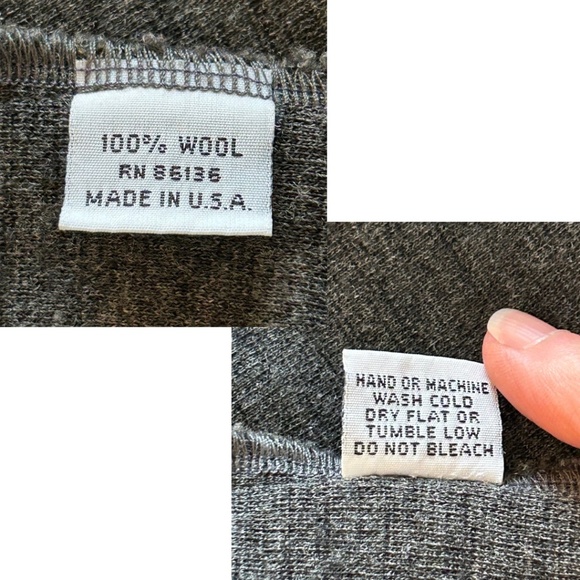 100% WOOL
RN 86136
MADE IN U.S.A.
HAND OR MACHINE
WASH COLD
DRY FLAT OR
TUMBLE LOW
DO NOT BLEACH